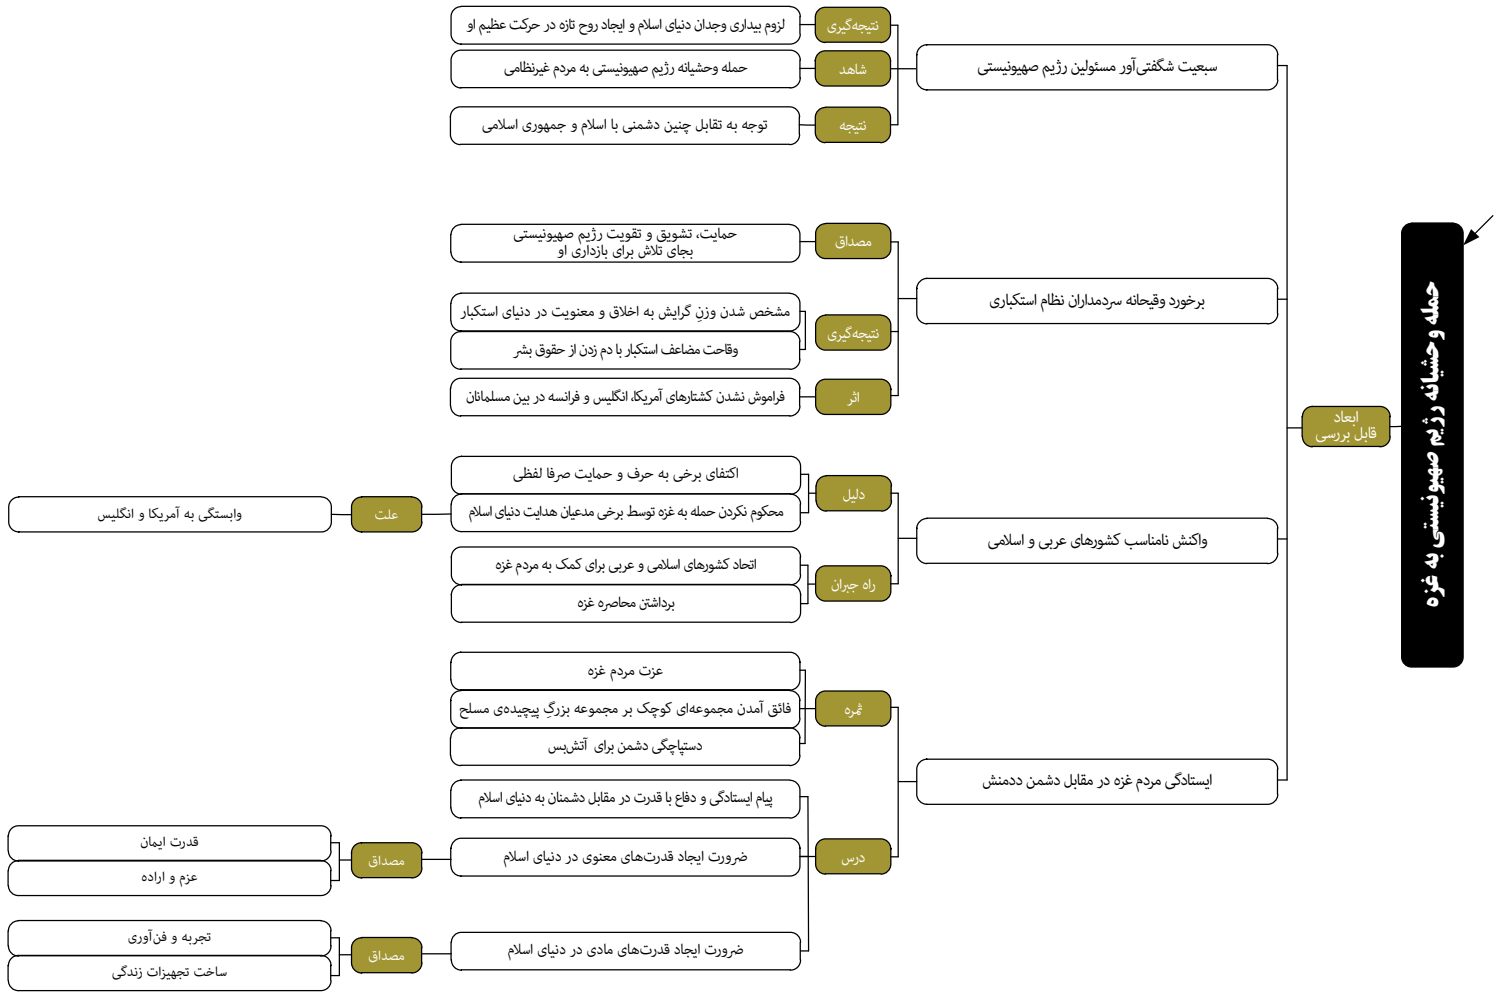 حمله وحشیانه رژیم صهیونیستی به غزه
ابعاد
قابل بررسی
سبعیت شگفتی‌آور مسئولین رژیم صهیونیستی
نتیجه‌گیری
لزوم بیداری وجدان دنیای اسلام و ایجاد روح تازه در حرکت عظیم او
شاهد
حمله وحشیانه رژیم صهیونیستی به مردم غیرنظامی
نتیجه
توجه به تقابل چنین دشمنی با اسلام و جمهوری اسلامی
برخورد وقیحانه سردمداران نظام استکباری
مصداق
حمایت، تشویق و تقویت رژیم صهیونیستی
بجای تلاش برای بازداری او
نتیجه‌گیری
مشخص شدن وزنِ گرایش به اخلاق و معنویت در دنیای استکبار
وقاحت مضاعف استکبار با دم زدن از حقوق بشر
اثر
فراموش نشدن کشتارهای آمریکا، انگلیس و فرانسه در بین مسلمانان
واکنش نامناسب کشورهای عربی و اسلامی
دلیل
اکتفای برخی به حرف و حمایت صرفا لفظی
محکوم نکردن حمله به غزه توسط برخی مدعیان هدایت دنیای اسلام
علت
وابستگی به آمریکا و انگلیس
راه جبران
اتحاد کشورهای اسلامی و عربی برای کمک به مردم غزه
برداشتن محاصره غزه
ایستادگی مردم غزه در مقابل دشمن ددمنش
ثمره
عزت مردم غزه
فائق آمدن مجموعه‌ای کوچک بر مجموعه بزرگِ پیچیده‌ی مسلح
دستپاچگی دشمن برای آتش‌بس
درس
پیام ایستادگی و دفاع با قدرت در مقابل دشمنان به دنیای اسلام
ضرورت ایجاد قدرت‌های معنوی در دنیای اسلام
مصداق
قدرت ایمان
عزم و اراده
ضرورت ایجاد قدرت‌های مادی در دنیای اسلام
مصداق
تجربه و فن‌آوری
ساخت تجهیزات زندگی